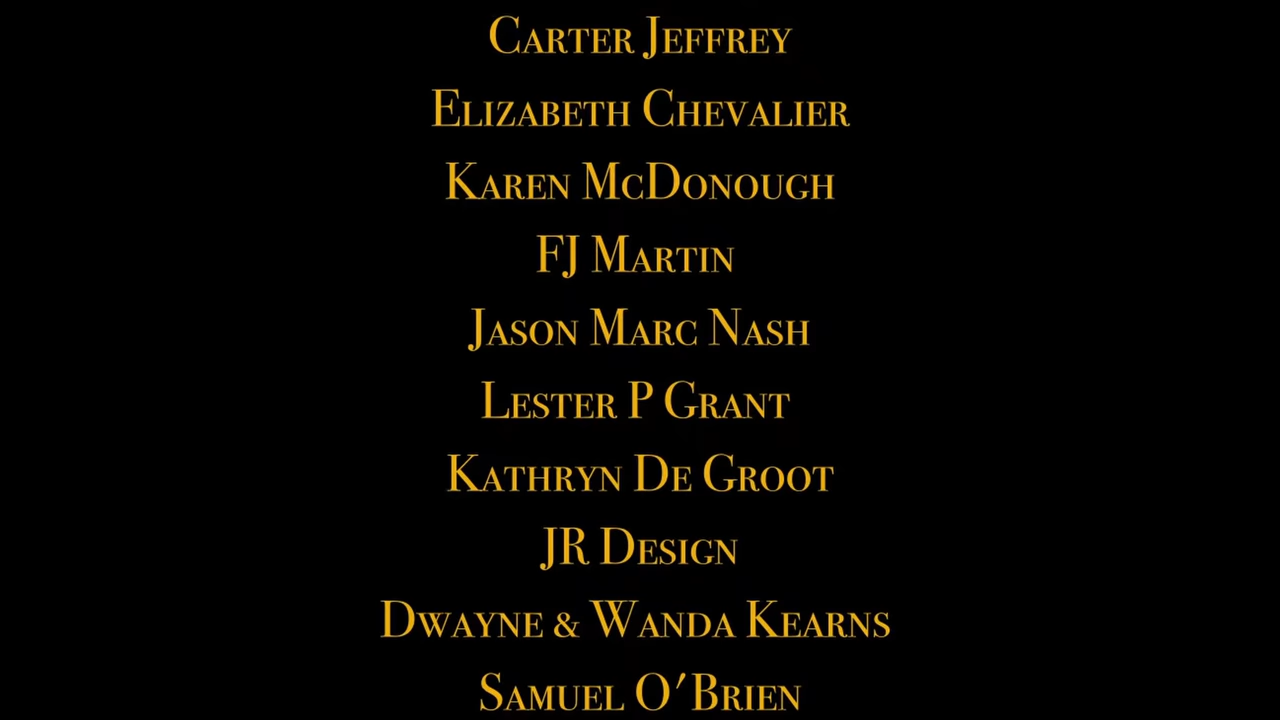 Carter Jeffrey
Elizabeth Chevalier
Karen McDonough
FJ Martin
Jason Marc Nash
Lester P Grant
Kathryn De Groot
JR Design
Dwayne & Wanda Kearns
Samuel O'Brien